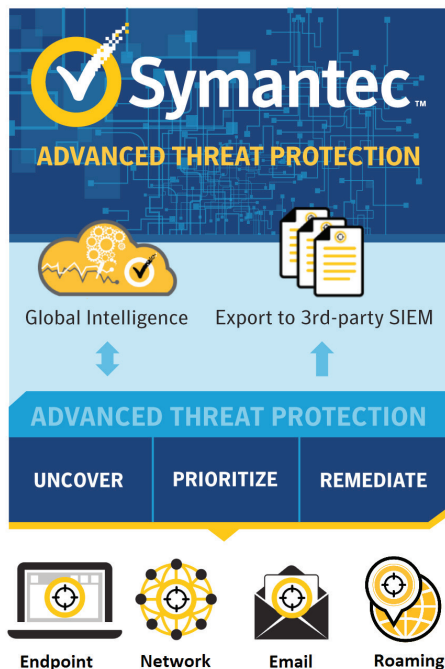 Symantec™
ADVANCED THREAT PROTECTION
Global Intelligence
Export to 3rd-party SIEM
ADVANCED THREAT PROTECTION
UNCOVER
PRIORITIZE
REMEDIATE
Endpoint
Network
Email
Roaming